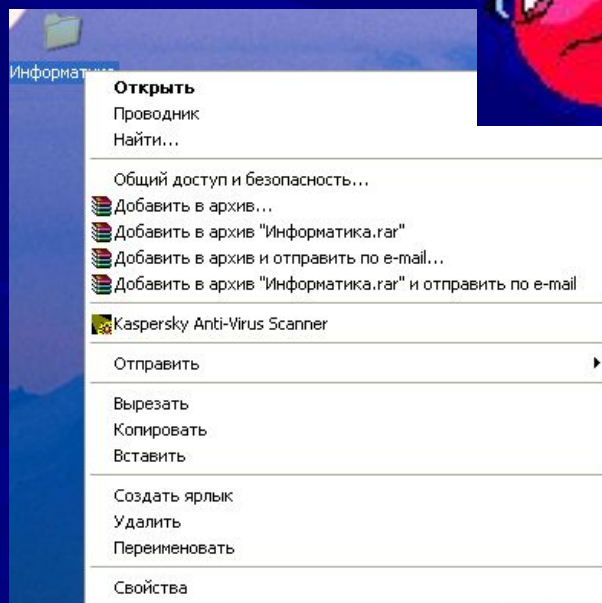 Открыть
Проводник
Найти...
Общий доступ и безопасность...
Добавить в архив...
Добавить в архив "Информатика.rar"
Добавить в архив и отправить по e-mail...
Добавить в архив "Информатика.rar" и отправить по e-mail
Kaspersky Anti-Virus Scanner
Отправить
Вырезать
Копировать
Вставить
Создать ярлык
Удалить
Переименовать
Свойства